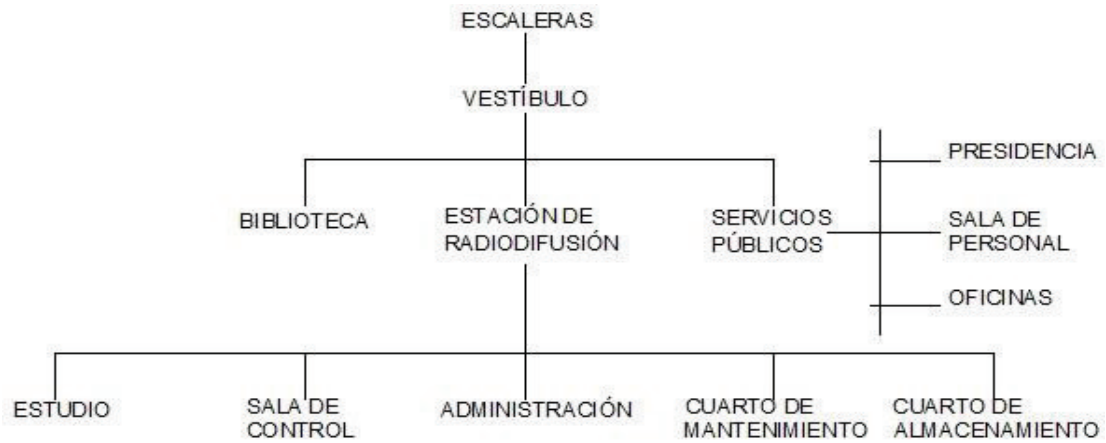 ESCALERAS
VESTÍBULO
BIBLIOTECA
ESTACIÓN DE
RADIODIFUSIÓN
SERVICIOS
PÚBLICOS
PRESIDENCIA
SALA DE
PERSONAL
OFICINAS
ESTUDIO
SALA DE
CONTROL
ADMINISTRACIÓN
CUARTO DE
MANTENIMIENTO
CUARTO DE
ALMACENAMIENTO